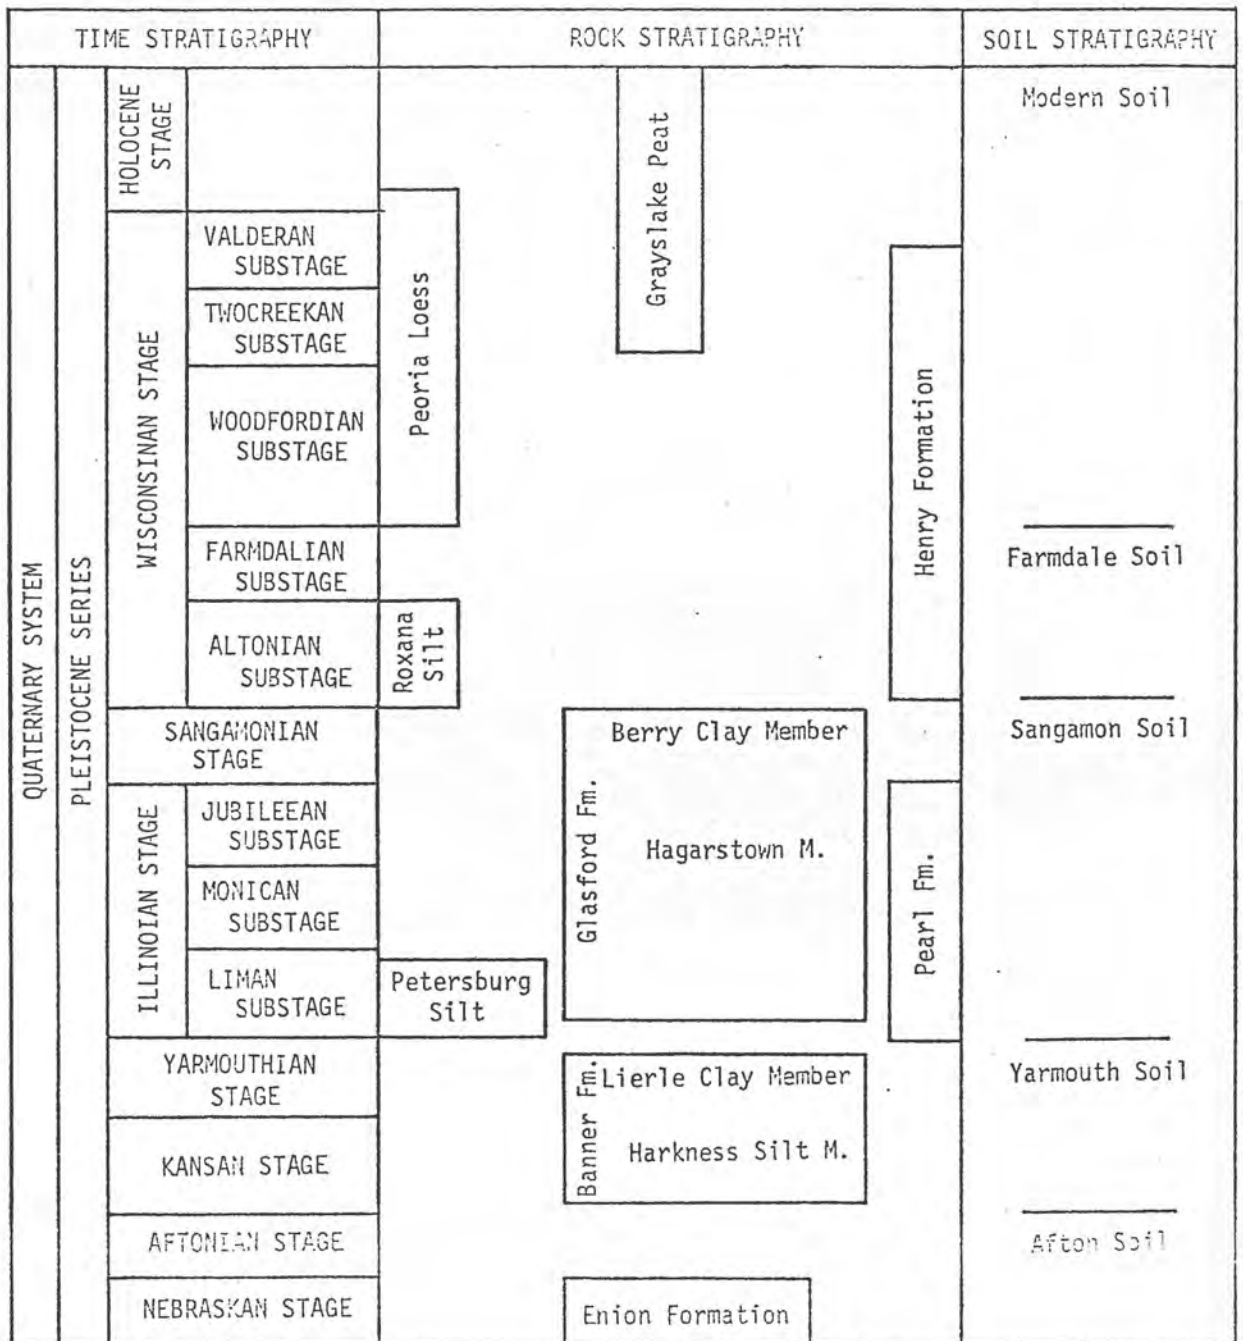 TIME STRATIGRAPHY
ROCK STRATIGRAPHY
SOIL STRATIGRAPHY
QUATERNARY SYSTEM
PLEISTOCENE SERIES
HOLOCENE
STAGE
Modern Soil
Grayslake Peat
WISCONSINAN STAGE
VALDERAN
SUBSTAGE
TWOCREEKAN
SUBSTAGE
WOODFORDIAN
SUBSTAGE
Peoria Loess
Henry Formation
FARMDALIAN
SUBSTAGE
Farmdale Soil
ALTONIAN
SUBSTAGE
Roxana
Silt
SANGAMONIAN
STAGE
Berry Clay Member
Sangamon Soil
ILLINOIAN STAGE
JUBILEEAN
SUBSTAGE
Glasford Fm.
Hagarstown M.
Pearl Fm.
MONICAN
SUBSTAGE
LIMAN
SUBSTAGE
Petersburg
Silt
YARMOUTHIAN
STAGE
Banner Fm.
Lierle Clay Member
Yarmouth Soil
KANSAN STAGE
Harkness Silt M.
AFTONIAN STAGE
Afton Soil
NEBRASKAN STAGE
Enion Formation